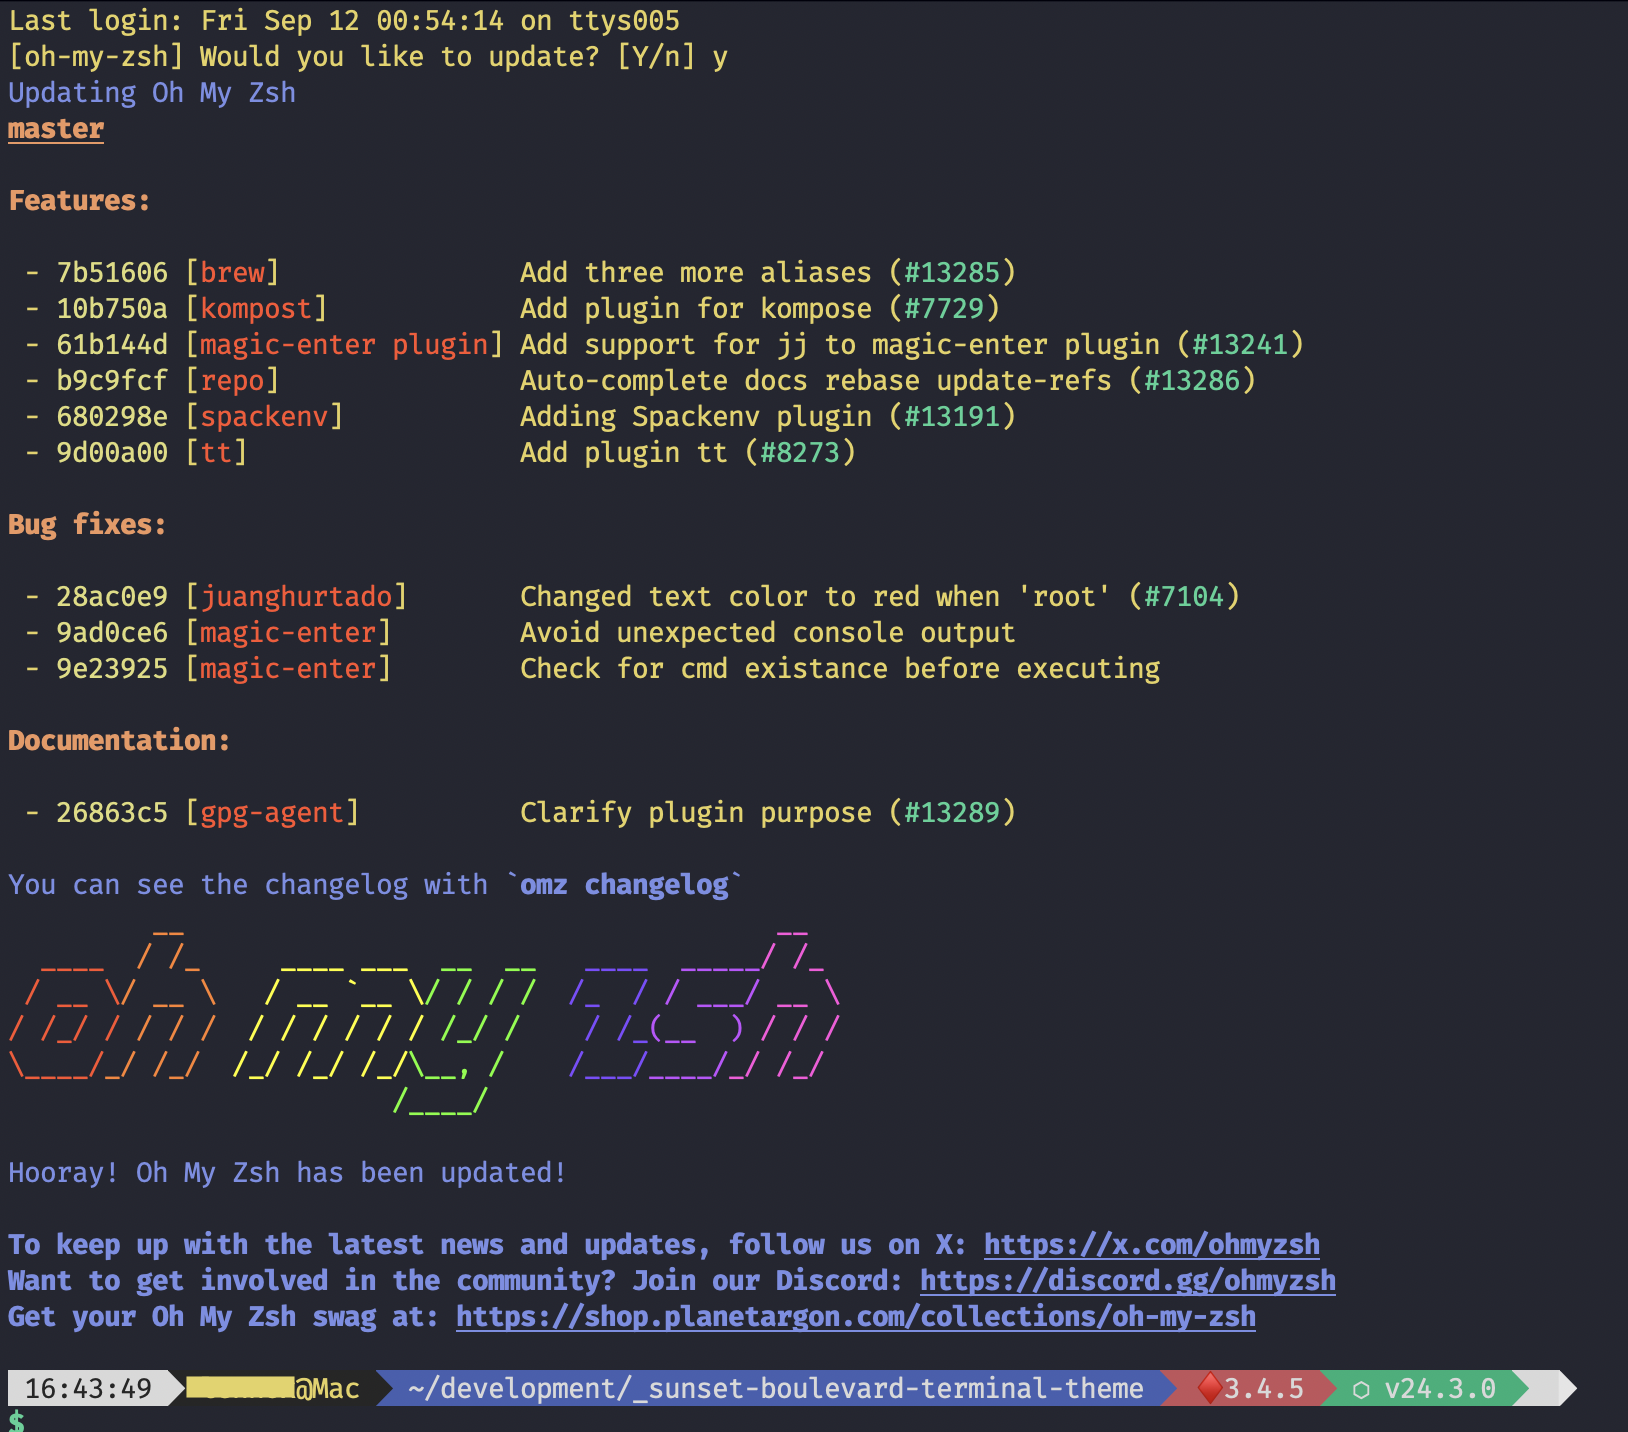 Last login: Fri Sep 12 00:54:14 on ttys005
[oh-my-zsh] Would you like to update? [Y/n] y
Updating Oh My Zsh
master
Features:
- 7b51606 [brew] Add three more aliases (#13285)
- 10b750a [kompost] Add plugin for kompose (#7729)
- 61b144d [magic-enter plugin] Add support for jj to magic-enter plugin (#13241)
- b9c9fcf [repo] Auto-complete docs rebase update-refs (#13286)
- 680298e [spackenv] Adding Spackenv plugin (#13191)
- 9d00a00 [tt] Add plugin tt (#8273)
Bug fixes:
- 28ac0e9 [juanghurtado] Changed text color to red when 'root' (#7104)
- 9ad0ce6 [magic-enter] Avoid unexpected console output
- 9e23925 [magic-enter] Check for cmd existance before executing
Documentation:
- 26863c5 [gpg-agent] Clarify plugin purpose (#13289)
You can see the changelog with `omz changelog`
oh my zsh
Hooray! Oh My Zsh has been updated!
To keep up with the latest news and updates, follow us on X: https://x.com/ohmyzsh
Want to get involved in the community? Join our Discord: https://discord.gg/ohmyzsh
Get your Oh My Zsh swag at: https://shop.planetargon.com/collections/oh-my-zsh
16:43:49 @Mac ~/development/_sunset-boulevard-terminal-theme 3.4.5 v24.3.0
$